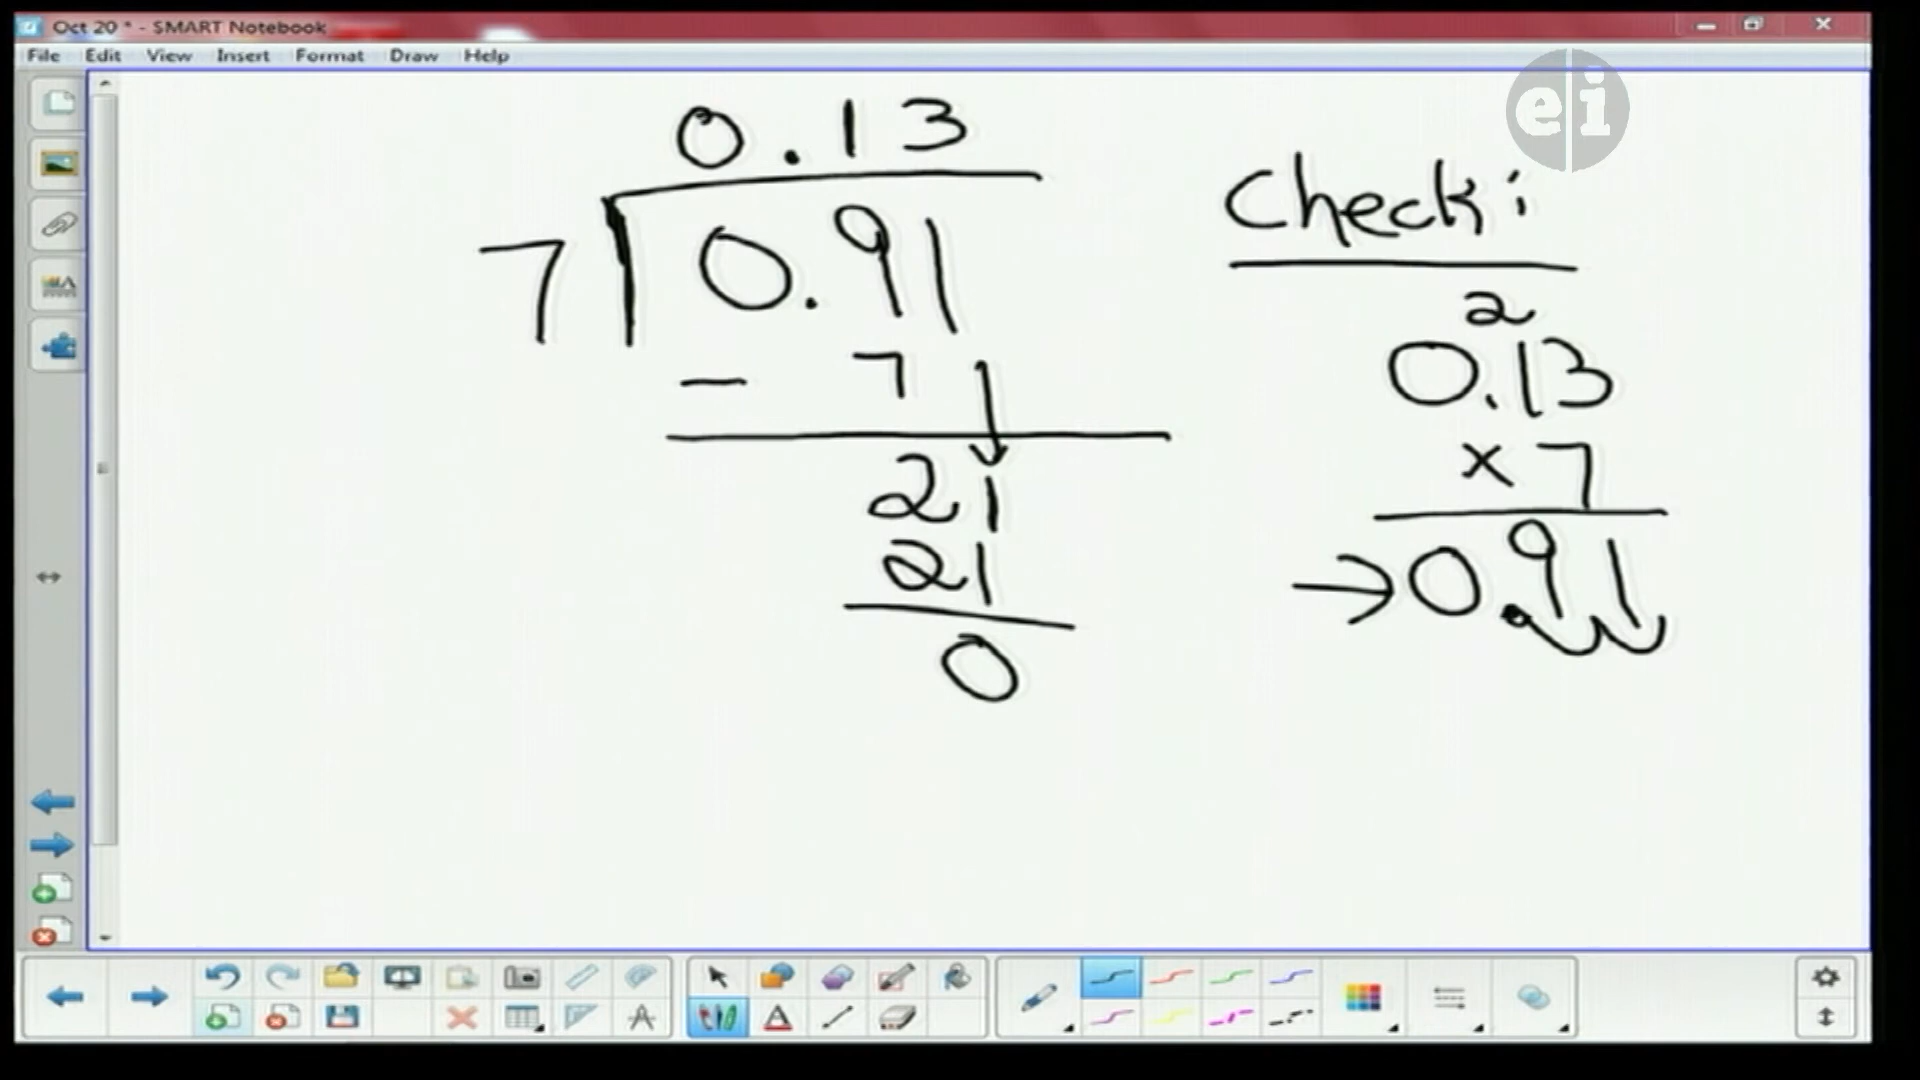 Oct 20 * - SMART Notebook
File Edit View Insert Format Draw Help
ei
0.13
7 0.91
- 7
21
21
0
Check:
2
0.13
x 7
0.91